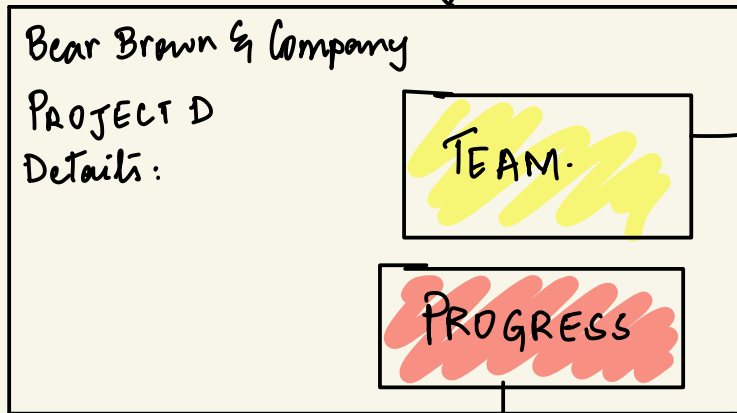 Bear Brown & Company
PROJECT D
Details:
TEAM.
PROGRESS